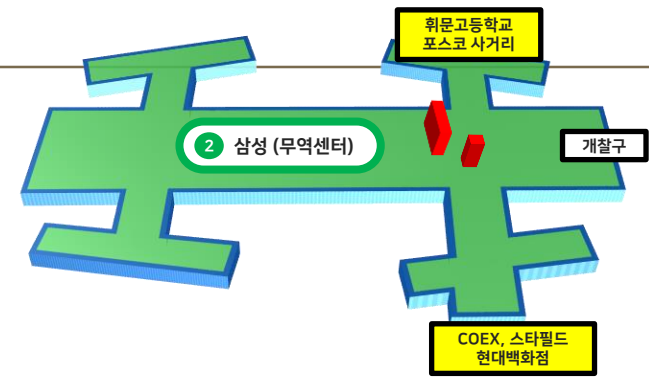 휘문고등학교
포스코 사거리
2 삼성 (무역센터)
개찰구
COEX, 스타필드
현대백화점